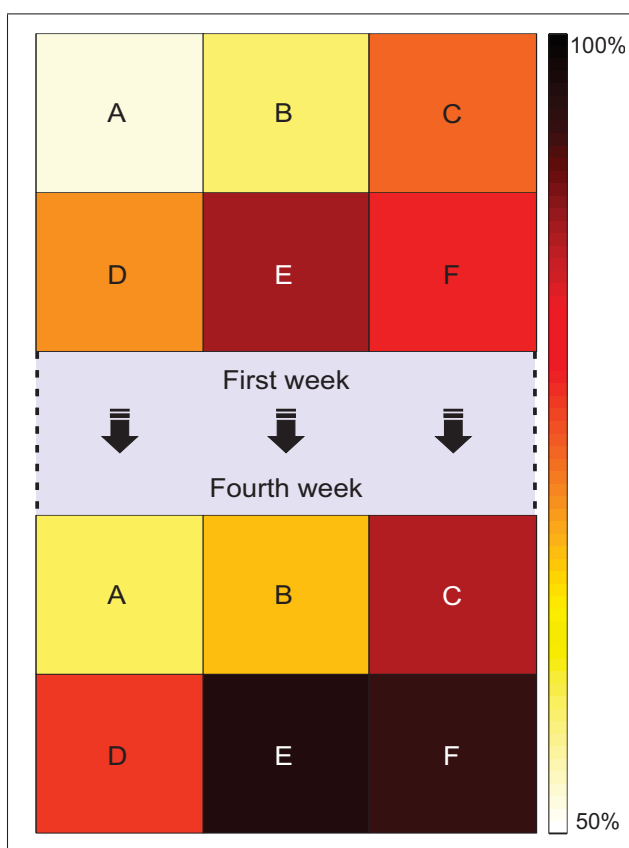 100%
A B C
D E F
First week
Fourth week
A B C
D E F
50%